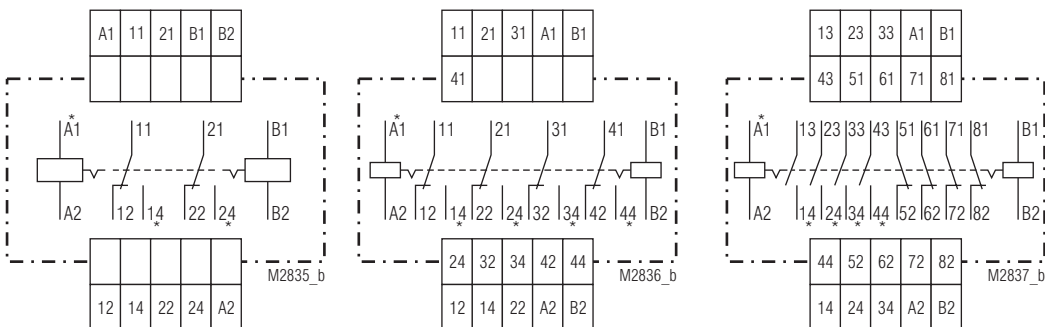 A1 11 21 B1 B2
*
A1 11 21 B1
A2 12 14 22 24 B2
* *
M2835_b
12 14 22 24 A2
11 21 31 A1 B1
41
*
A1 11 21 31 41 B1
A2 12 14 22 24 32 34 42 44 B2
* * * *
24 32 34 42 44
M2836_b
12 14 22 A2 B2
13 23 33 A1 B1
43 51 61 71 81
*
A1 13 23 33 43 51 61 71 81 B1
A2 14 24 34 44 52 62 72 82 B2
* * * *
44 52 62 72 82
M2837_b
14 24 34 A2 B2